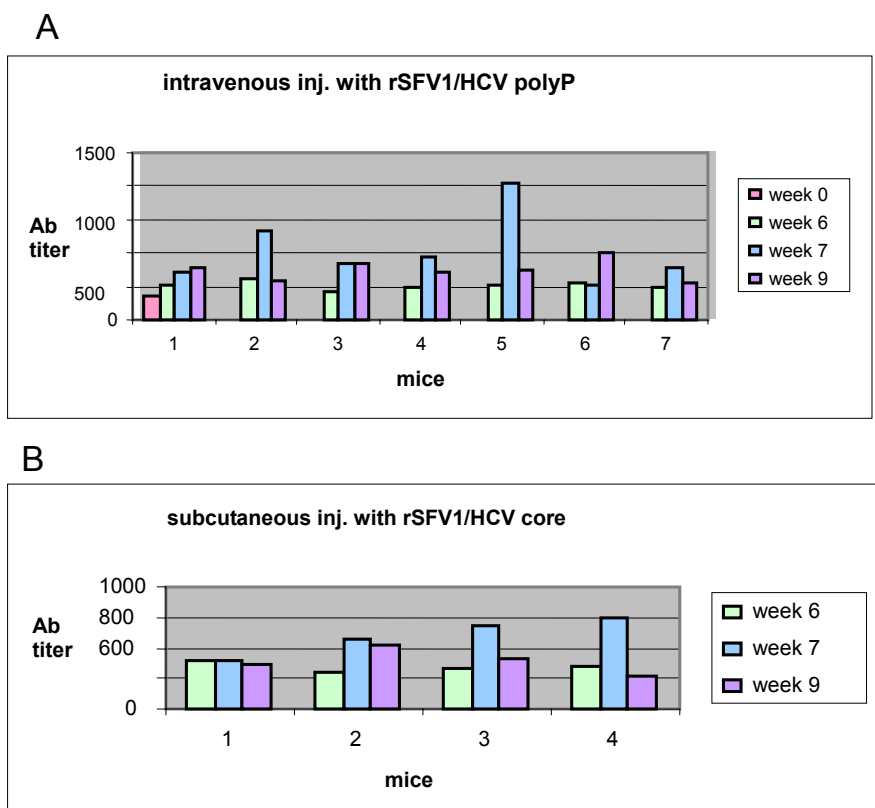 A
intravenous inj. with rSFV1/HCV polyP
1500
1000
Ab
titer
500
0
1 2 3 4 5 6 7
mice
week 0
week 6
week 7
week 9
B
subcutaneous inj. with rSFV1/HCV core
1000
800
Ab
titer
600
0
1 2 3 4
mice
week 6
week 7
week 9